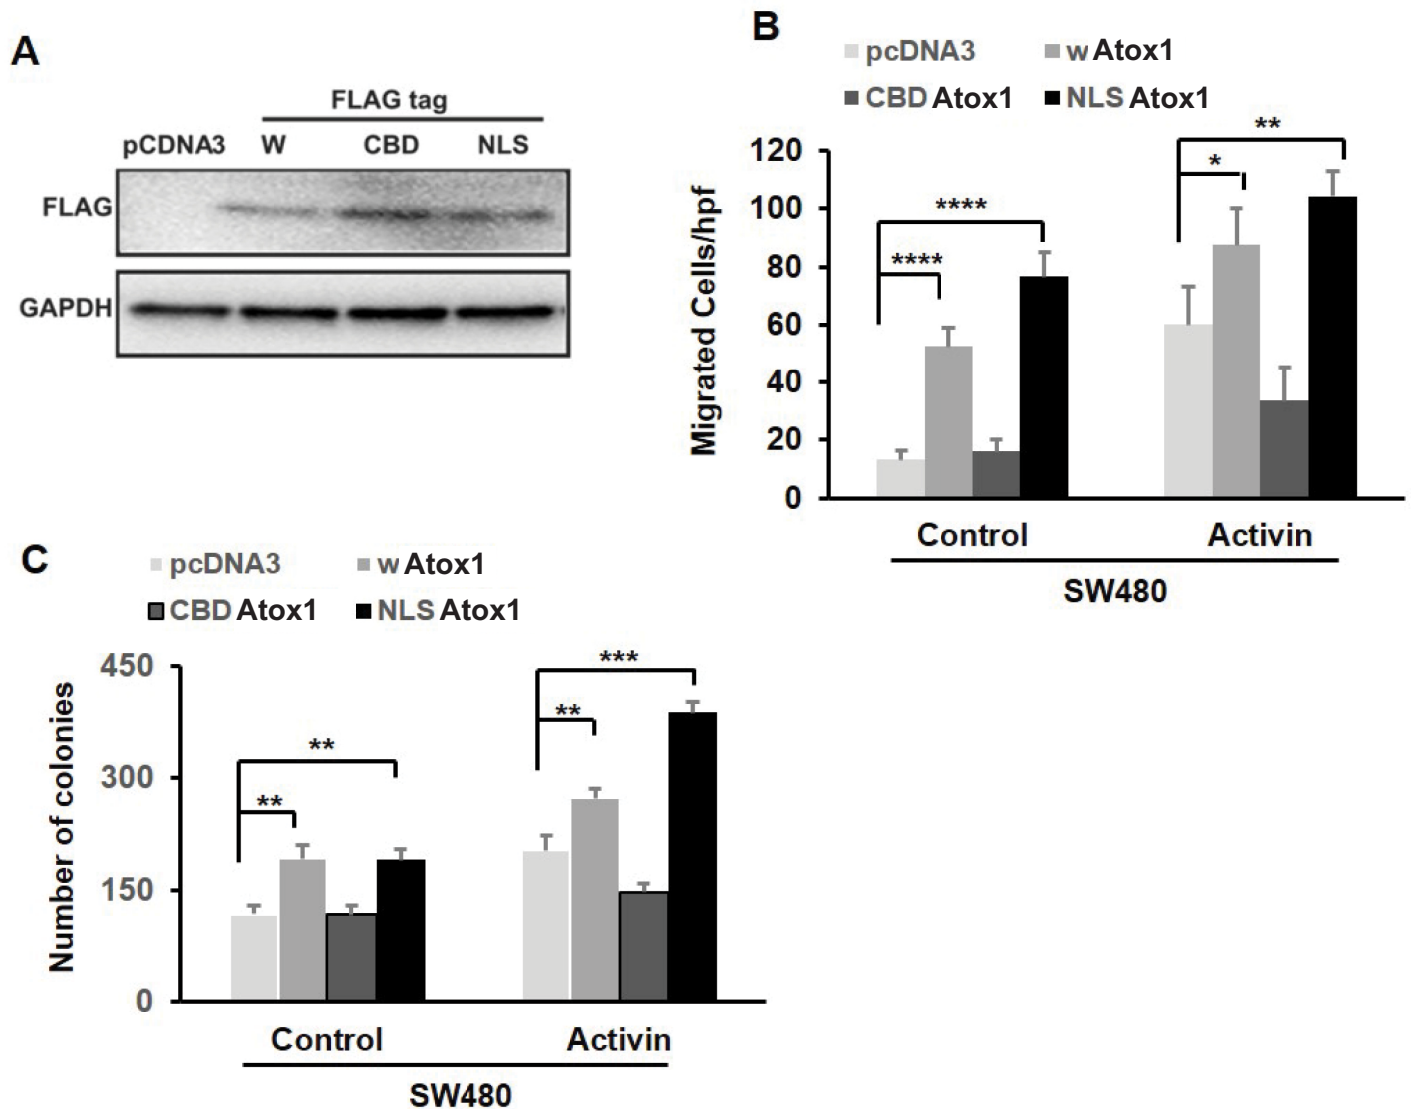 A
FLAG tag
pCDNA3 W CBD NLS
FLAG
GAPDH
B
pcDNA3 w Atox1
CBD Atox1 NLS Atox1
Migrated Cells/hpf
120
100
80
60
40
20
0
****
****
**
*
Control Activin
SW480
C
pcDNA3 w Atox1
CBD Atox1 NLS Atox1
Number of colonies
450
300
150
0
**
**
***
**
Control Activin
SW480